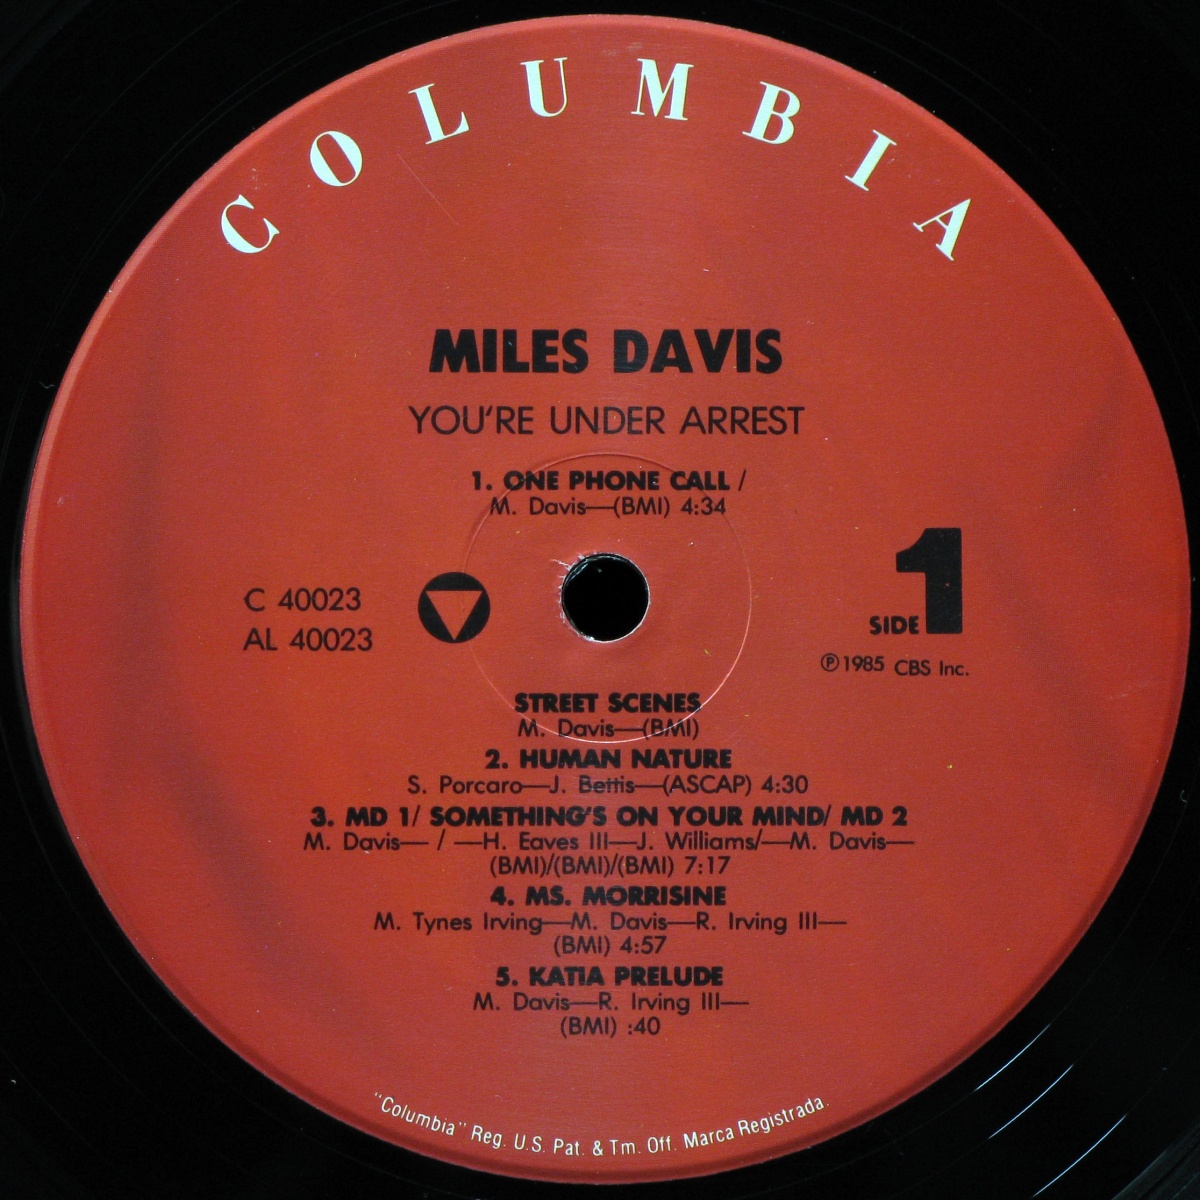 COLUMBIA
MILES DAVIS
YOU'RE UNDER ARREST
1. ONE PHONE CALL /
M. Davis—(BMI) 4:34
C 40023
AL 40023
SIDE 1
℗1985 CBS Inc.
STREET SCENES
M. Davis—(BMI)
2. HUMAN NATURE
S. Porcaro—J. Bettis—(ASCAP) 4:30
3. MD 1/ SOMETHING'S ON YOUR MIND/ MD 2
M. Davis— / —H. Eaves III—J. Williams/—M. Davis—
(BMI)/(BMI)/(BMI) 7:17
4. MS. MORRISINE
M. Tynes Irving—M. Davis—R. Irving III—
(BMI) 4:57
5. KATIA PRELUDE
M. Davis—R. Irving III—
(BMI) :40
"Columbia" Reg. U.S. Pat. & Tm. Off. Marca Registrada.